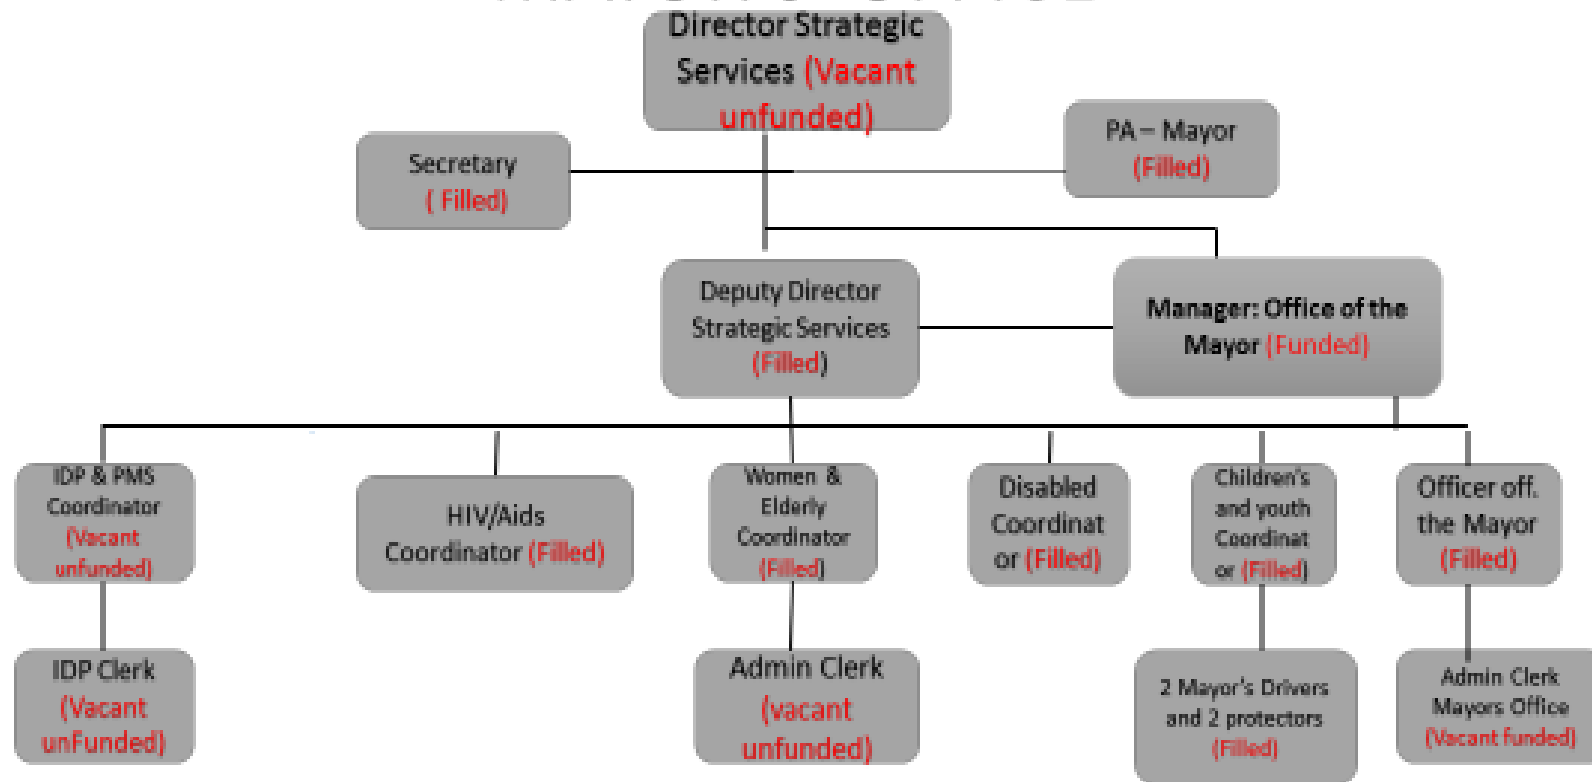 Director Strategic
Services (Vacant
unfunded)
PA – Mayor
(Filled)
Secretary
( Filled)
Deputy Director
Strategic Services
(Filled)
Manager: Office of the
Mayor (Funded)
IDP & PMS
Coordinator
(Vacant
unfunded)
HIV/Aids
Coordinator (Filled)
Women &
Elderly
Coordinator
(Filled)
Disabled
Coordinat
or (Filled)
Children's
and youth
Coordinat
or (Filled)
Officer off.
the Mayor
(Filled)
IDP Clerk
(Vacant
unFunded)
Admin Clerk
(vacant
unfunded)
2 Mayor's Drivers
and 2 protectors
(Filled)
Admin Clerk
Mayors Office
(Vacant funded)